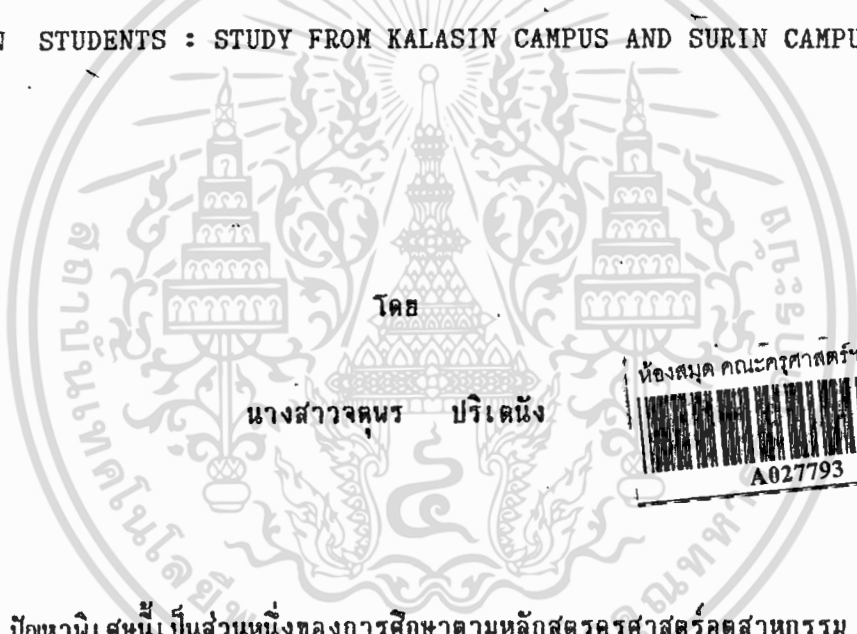 STUDENTS : STUDY FROM KALASIN CAMPUS AND SURIN
โดย
นางสาวจตุพร ปริเตนัง
ห้องสมุด คณะครุศาสตร์ฯ
A027793
ปัญหาพิเศษนี้เป็นส่วนหนึ่งของการศึกษาตามหลักสูตรครุศาสตร์อุตสาหกรรม